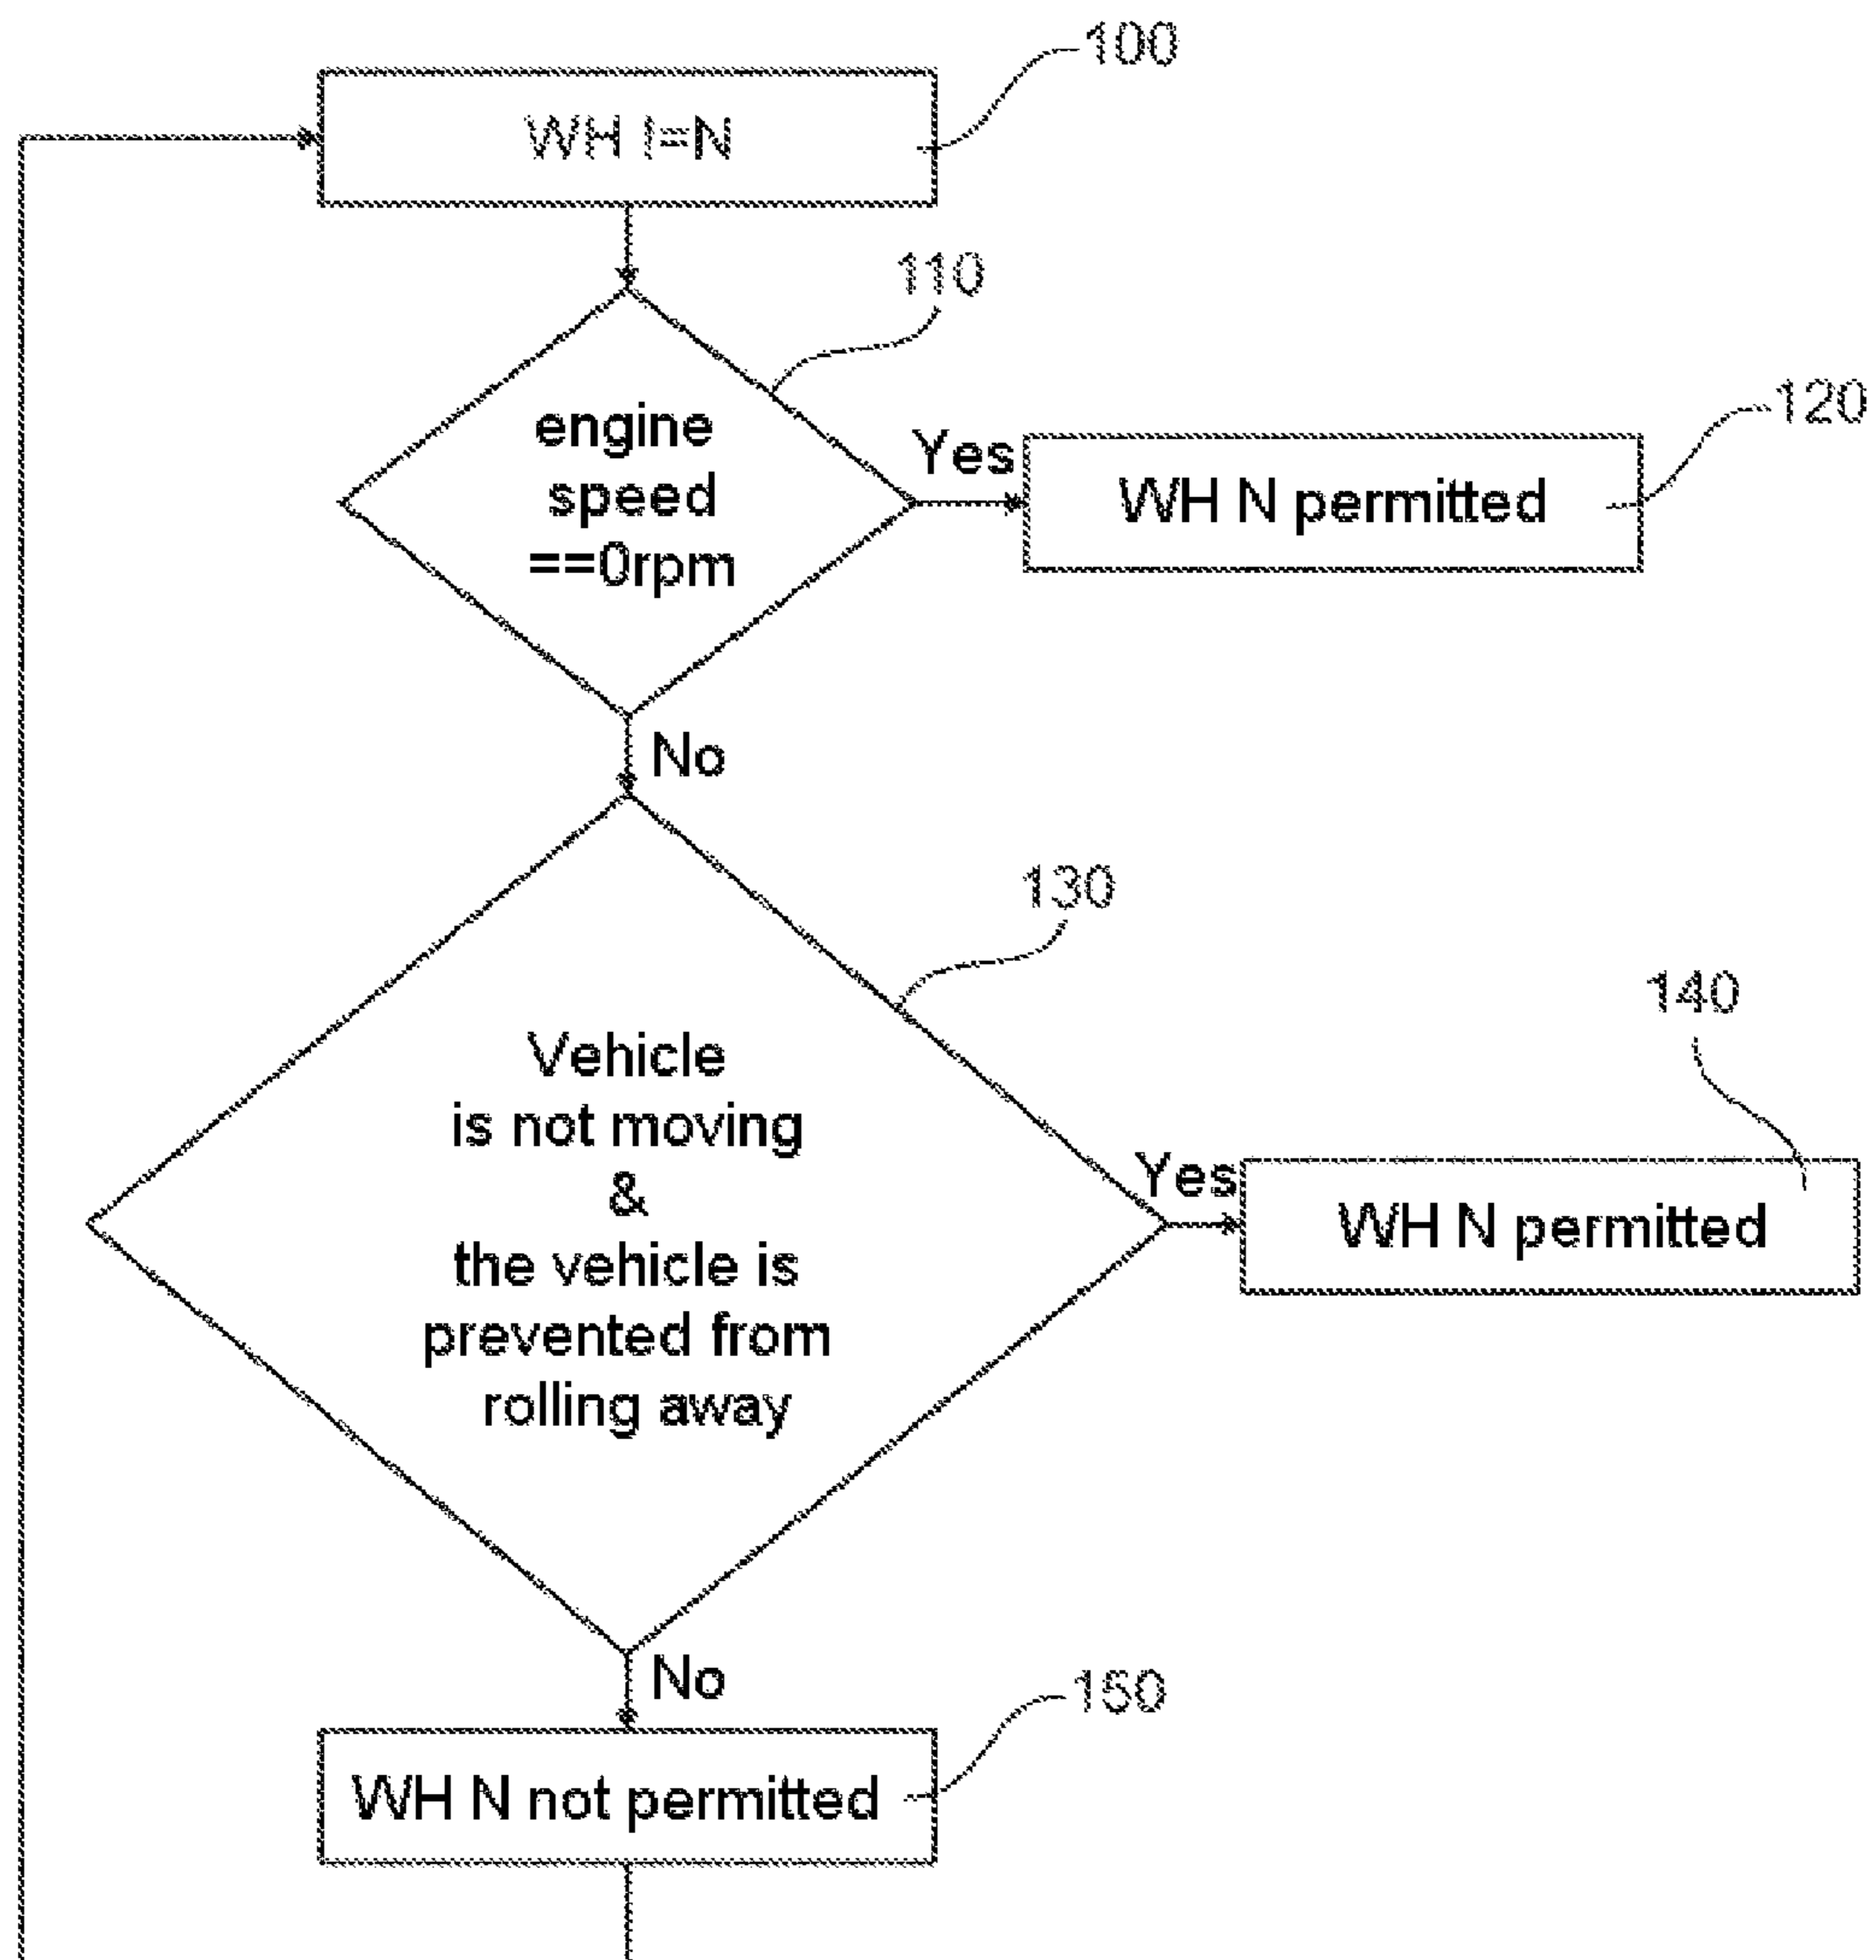 100
WH !=N
110
engine
speed
==0rpm
Yes
120
WH N permitted
No
130
Vehicle
is not moving
&
the vehicle is
prevented from
rolling away
Yes
140
WH N permitted
No
150
WH N not permitted